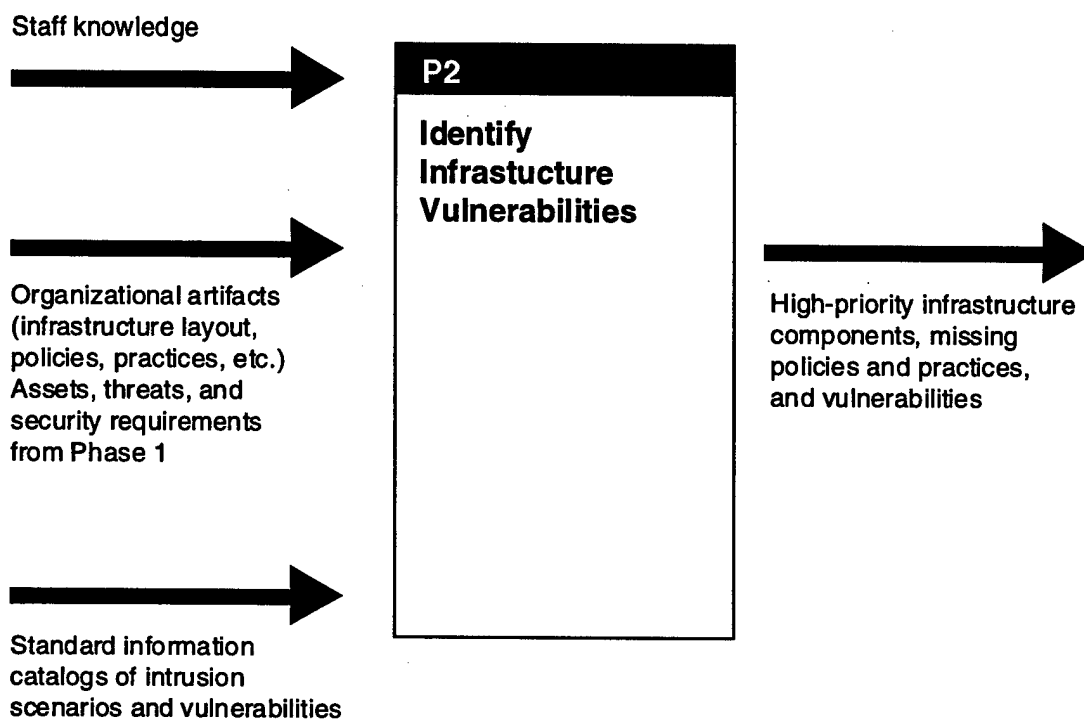 Staff knowledge
P2
Identify
Infrastucture
Vulnerabilities
Organizational artifacts
(infrastructure layout,
policies, practices, etc.)
Assets, threats, and
security requirements
from Phase 1
High-priority infrastructure
components, missing
policies and practices,
and vulnerabilities
Standard information
catalogs of intrusion
scenarios and vulnerabilities